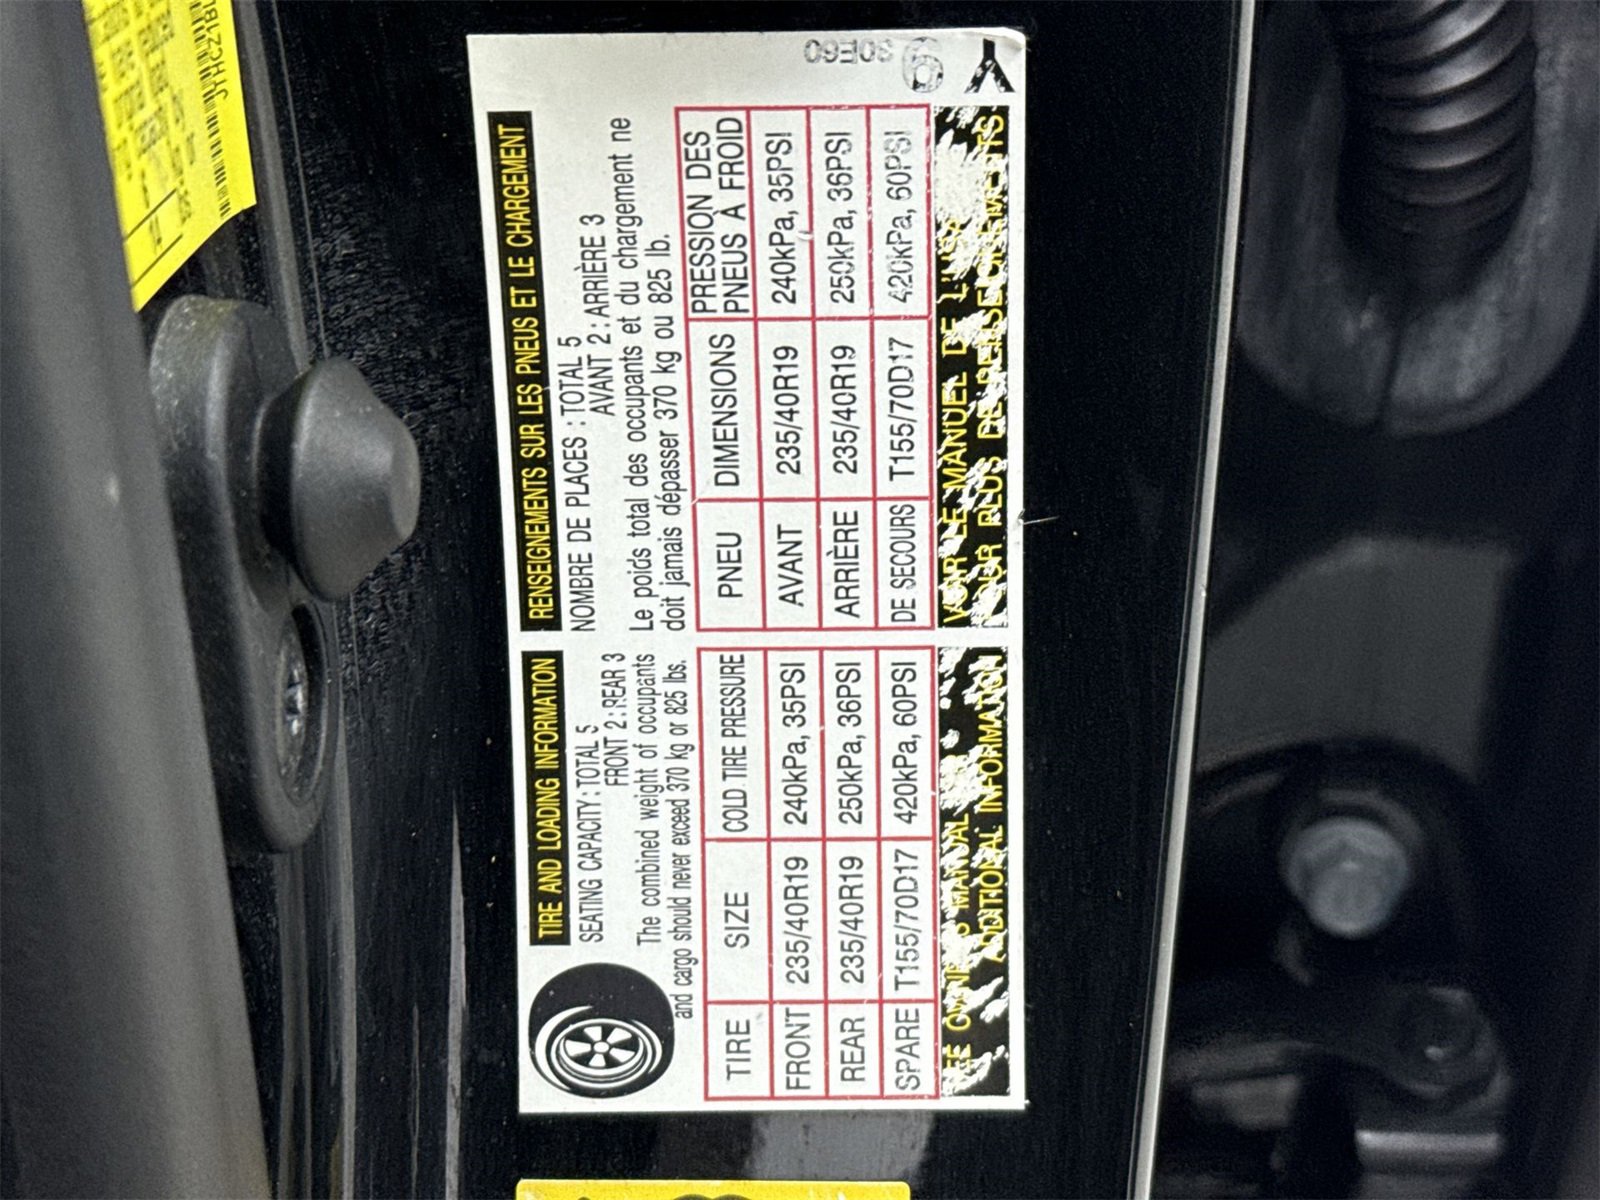 TIRE AND LOADING INFORMATION
SEATING CAPACITY : TOTAL 5
FRONT 2 : REAR 3
The combined weight of occupants
and cargo should never exceed 370 kg or 825 lbs.
TIRE SIZE COLD TIRE PRESSURE
FRONT 235/40R19 240kPa, 35PSI
REAR 235/40R19 250kPa, 36PSI
SPARE T155/70D17 420kPa, 60PSI
MANUAL
ADDITIONAL INFORMATION
RENSEIGNEMENTS SUR LES PNEUS ET LE CHARGEMENT
NOMBRE DE PLACES : TOTAL 5
AVANT 2 : ARRIÈRE 3
Le poids total des occupants et du chargement ne
doit jamais dépasser 370 kg ou 825 lb.
PNEU DIMENSIONS PRESSION DES
PNEUS À FROID
AVANT 235/40R19 240kPa, 35PSI
ARRIÈRE 235/40R19 250kPa, 36PSI
DE SECOURS T155/70D17 420kPa, 60PSI
VOIR LE MANUEL DE
POUR PLUS DE RENSEIGNEMENTS
Y